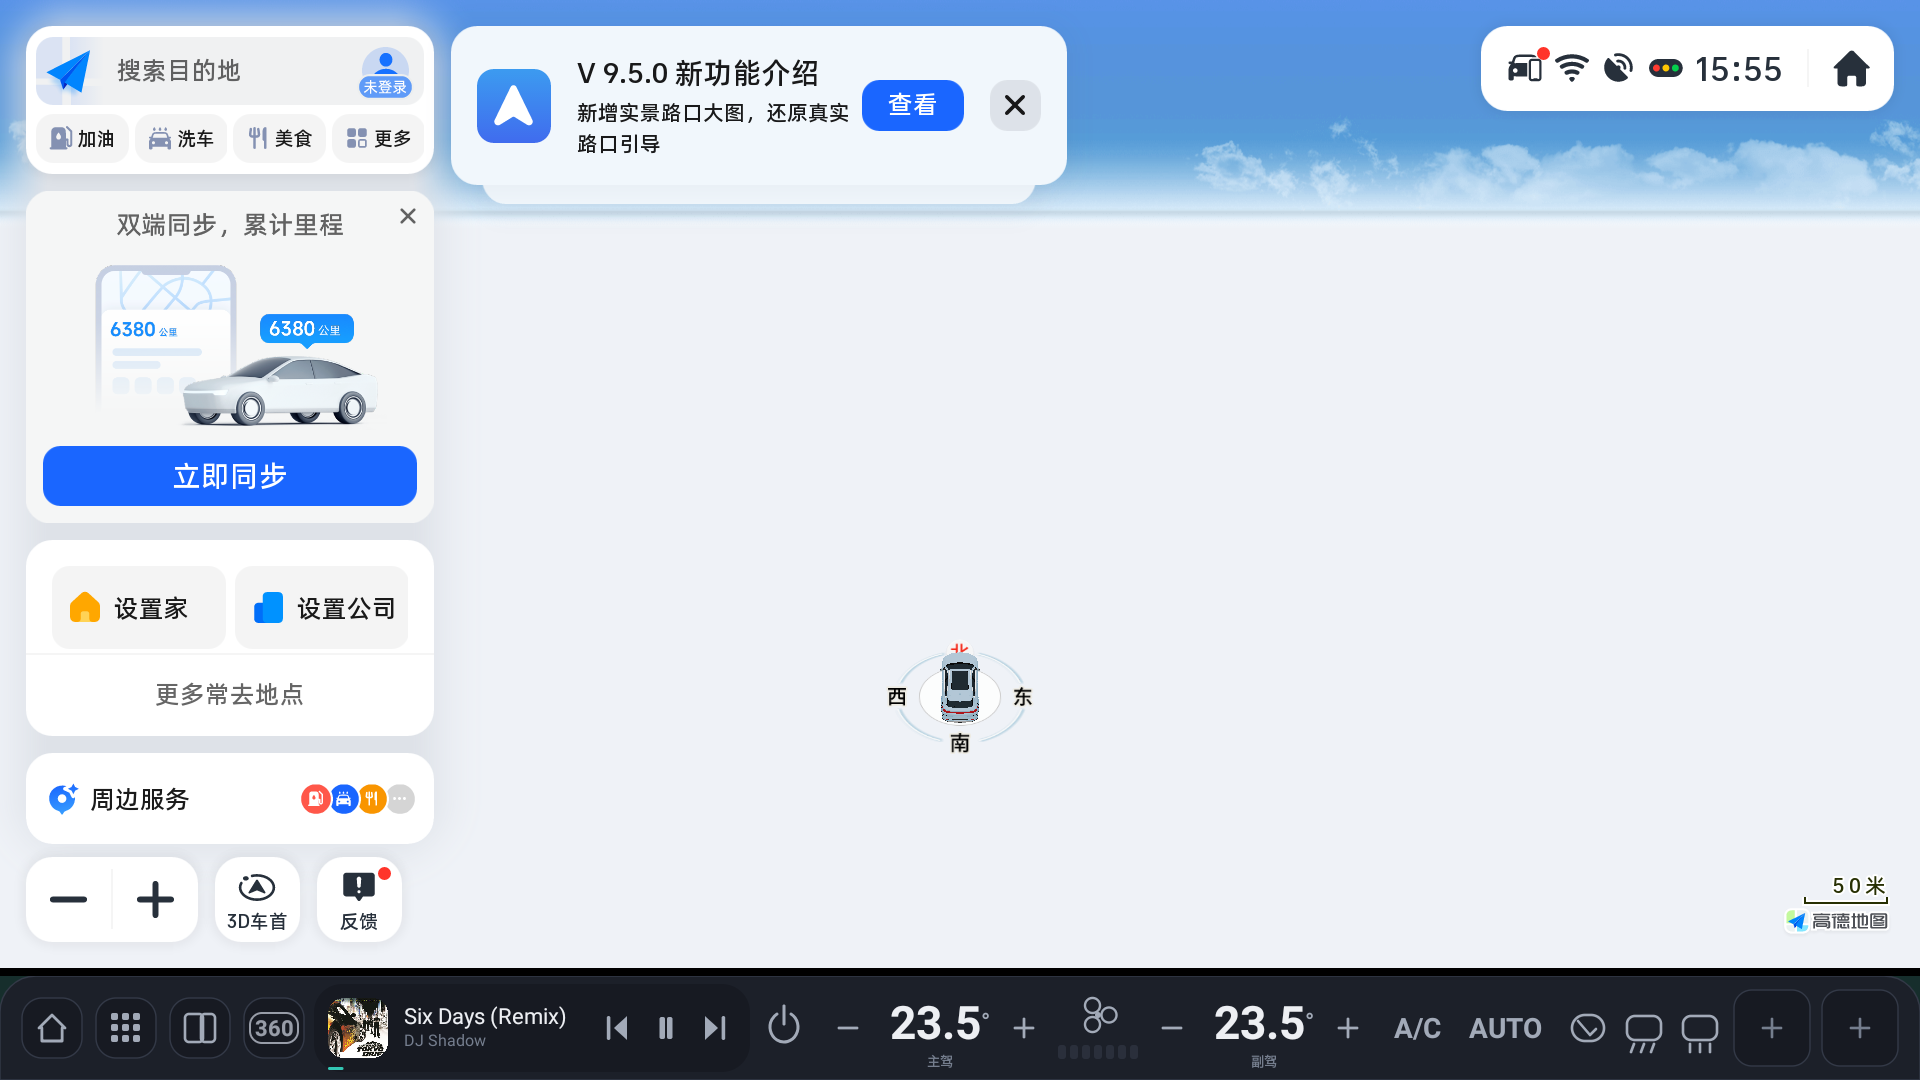 搜索目的地
未登录
加油
洗车
美食
更多
V 9.5.0 新功能介绍
新增实景路口大图，还原真实
路口引导
查看
15:55
双端同步，累计里程
6380 公里
6380 公里
立即同步
设置家
设置公司
更多常去地点
周边服务
3D车首
反馈
北
西
东
南
50米
高德地图
360
Six Days (Remix)
DJ Shadow
23.5°
主驾
23.5°
副驾
A/C
AUTO